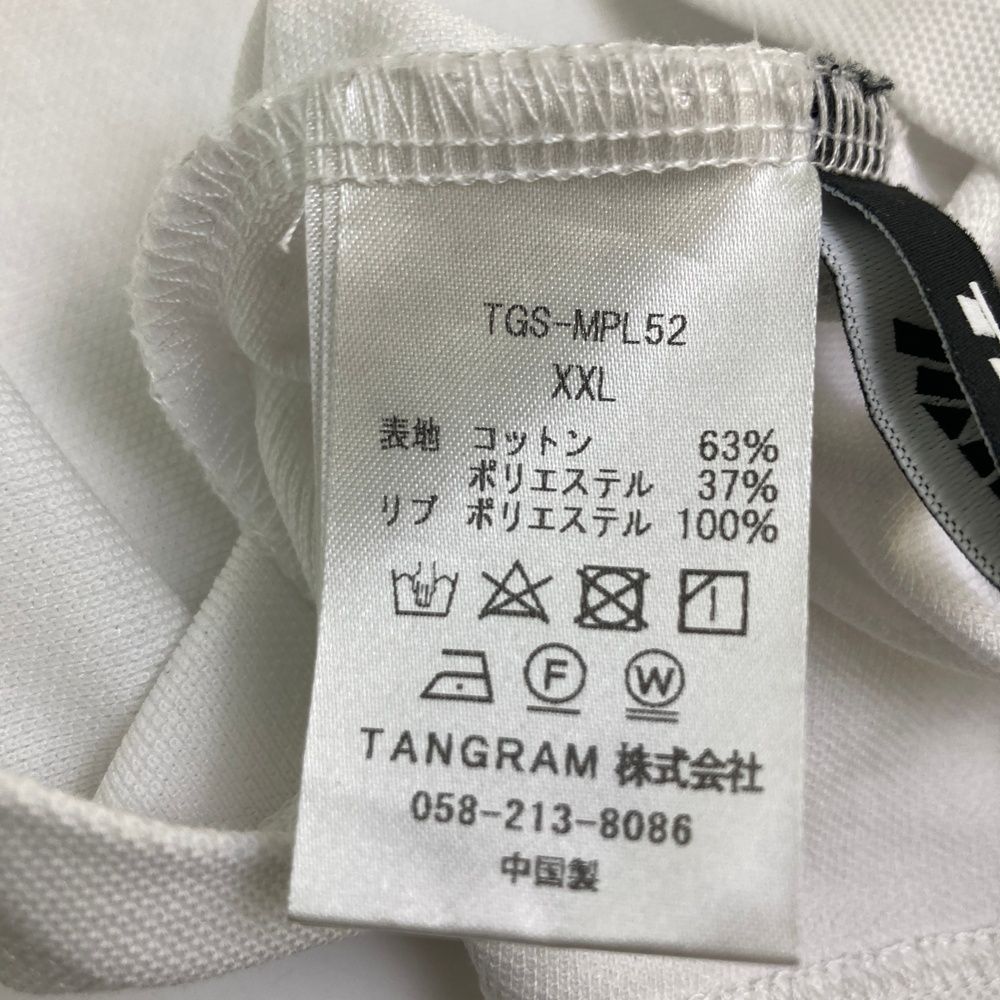 TGS-MPL52
XXL
表地 コットン 63%
ポリエステル 37%
リブ ポリエステル 100%
F W
TANGRAM 株式会社
058-213-8086
中国製